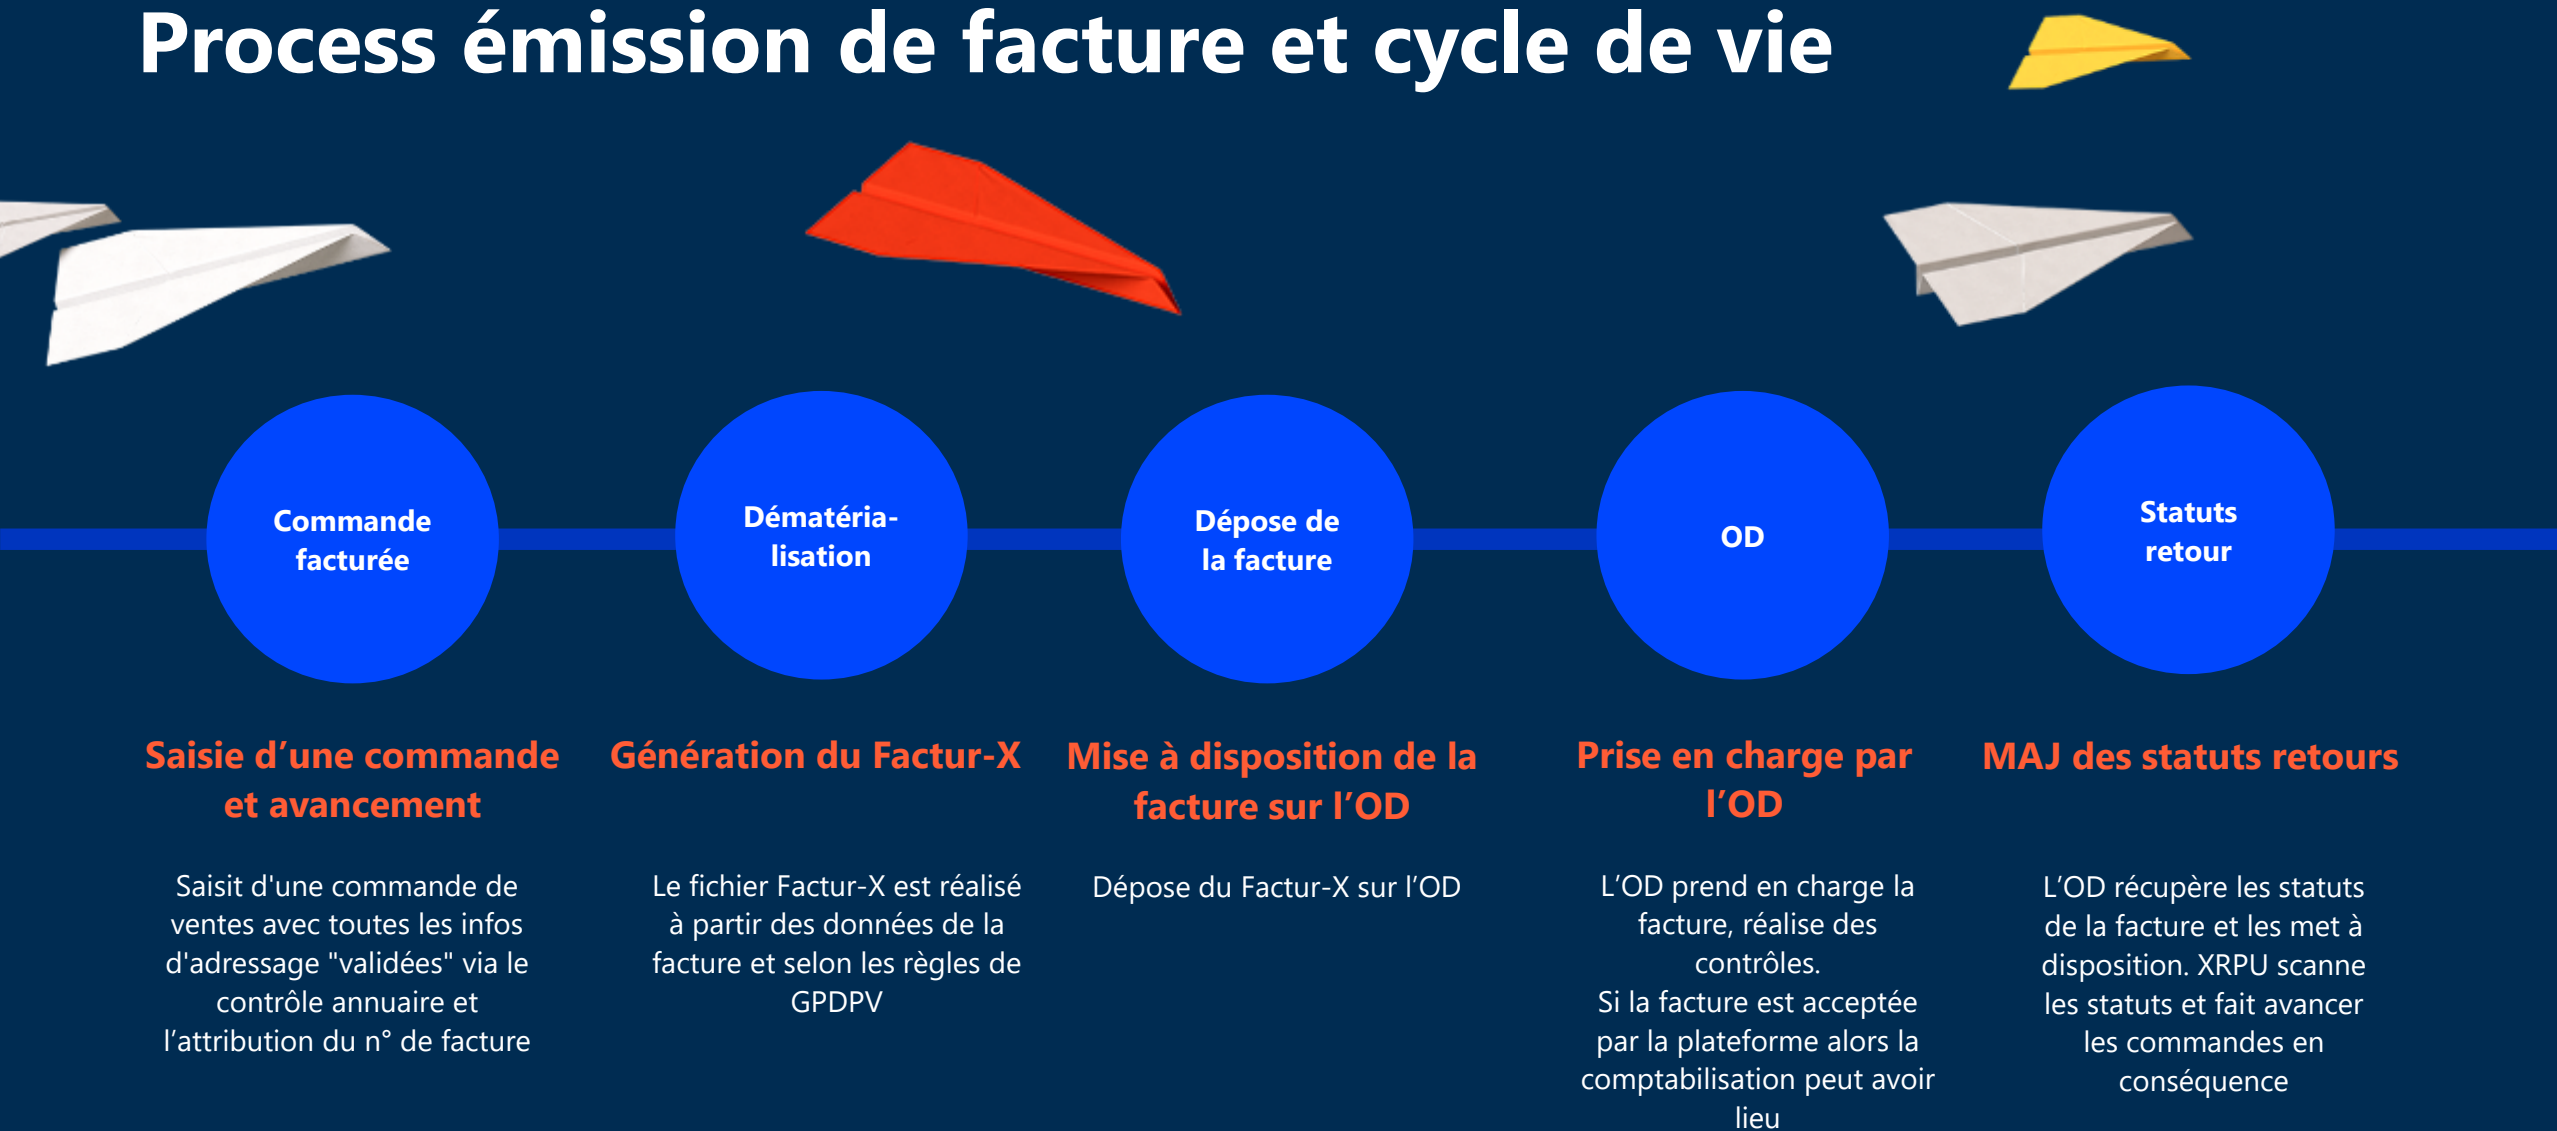 Process émission de facture et cycle de vie
Commande
facturée
Dématéria-
lisation
Dépose de
la facture
OD
Statuts
retour
Saisie d’une commande
et avancement
Saisit d'une commande de
ventes avec toutes les infos
d'adressage "validées" via le
contrôle annuaire et
l’attribution du n° de facture
Génération du Factur-X
Le fichier Factur-X est réalisé
à partir des données de la
facture et selon les règles de
GPDPV
Mise à disposition de la
facture sur l’OD
Dépose du Factur-X sur l’OD
Prise en charge par
l’OD
L’OD prend en charge la
facture, réalise des
contrôles.
Si la facture est acceptée
par la plateforme alors la
comptabilisation peut avoir
lieu
MAJ des statuts retours
L’OD récupère les statuts
de la facture et les met à
disposition. XRPU scanne
les statuts et fait avancer
les commandes en
conséquence